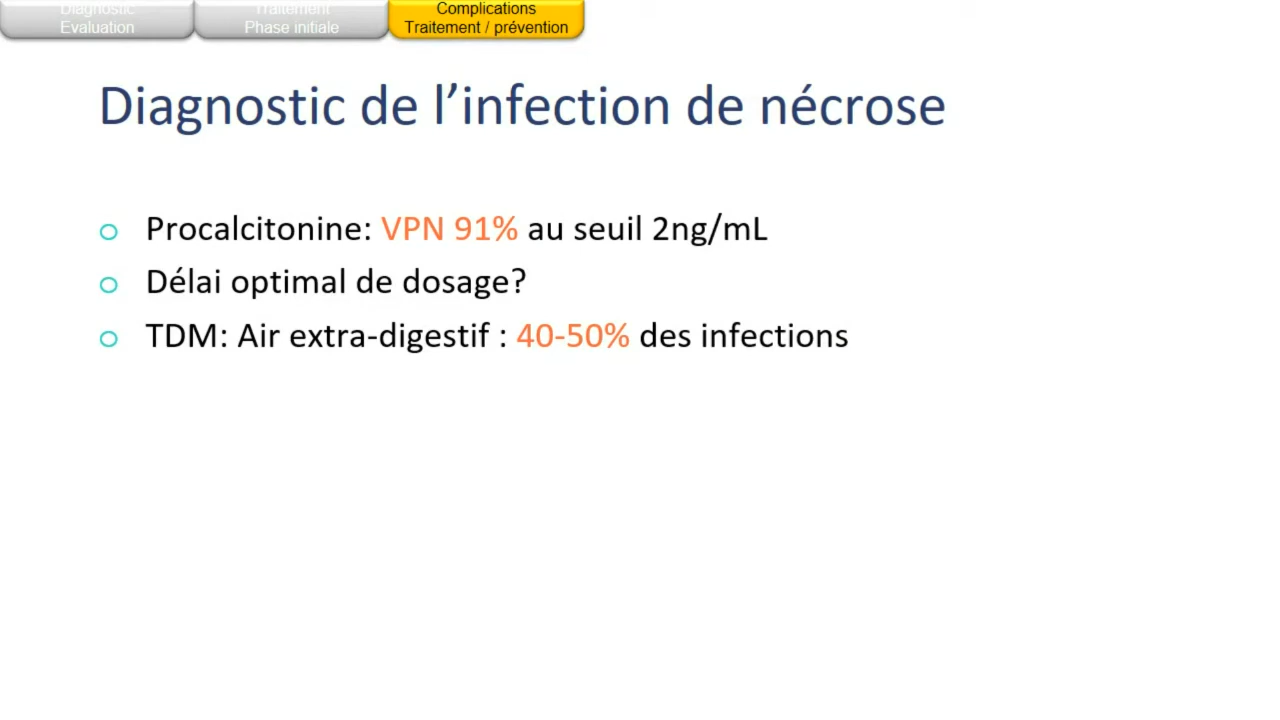 Diagnostic
Evaluation
Traitement
Phase initiale
Complications
Traitement / prévention
Diagnostic de l’infection de nécrose
o Procalcitonine: VPN 91% au seuil 2ng/mL
o Délai optimal de dosage?
o TDM: Air extra-digestif : 40-50% des infections